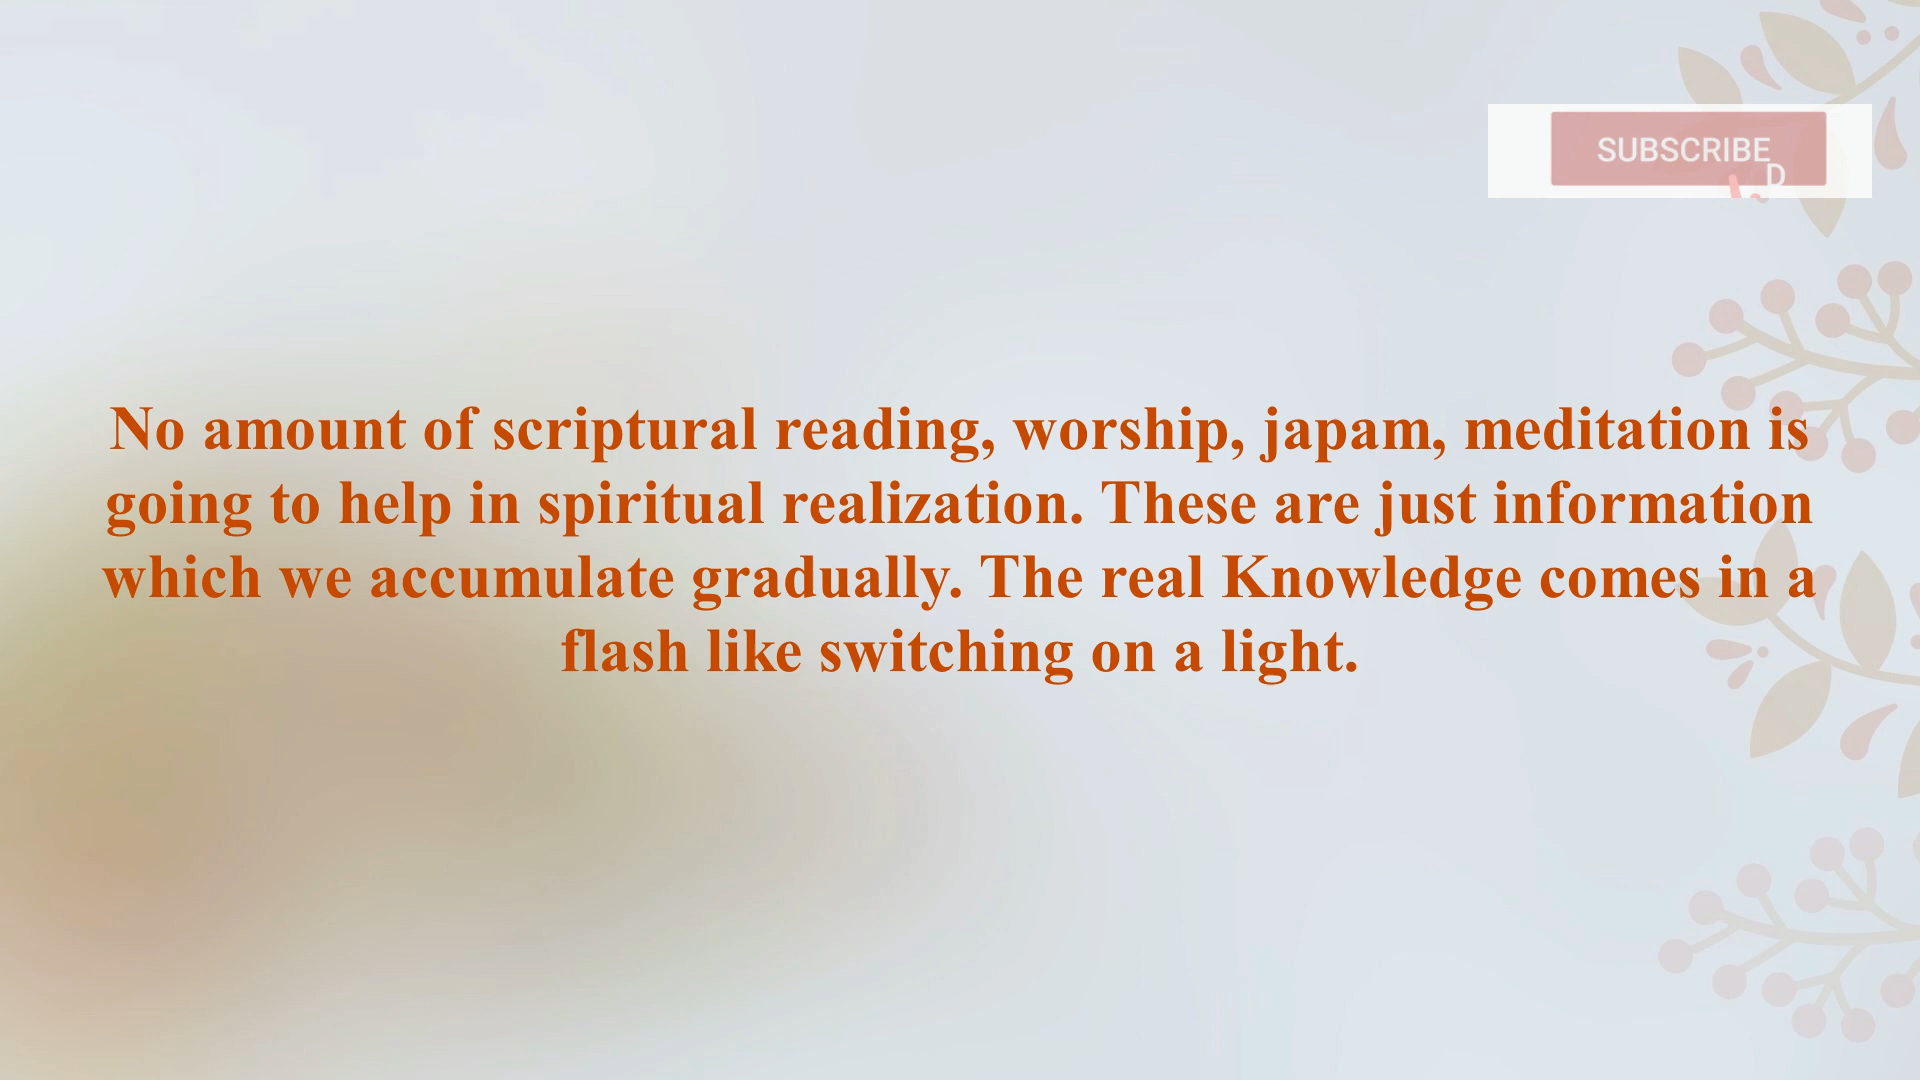 SUBSCRIBE
D
No amount of scriptural reading, worship, japam, meditation is
going to help in spiritual realization. These are just information
which we accumulate gradually. The real Knowledge comes in a
flash like switching on a light.